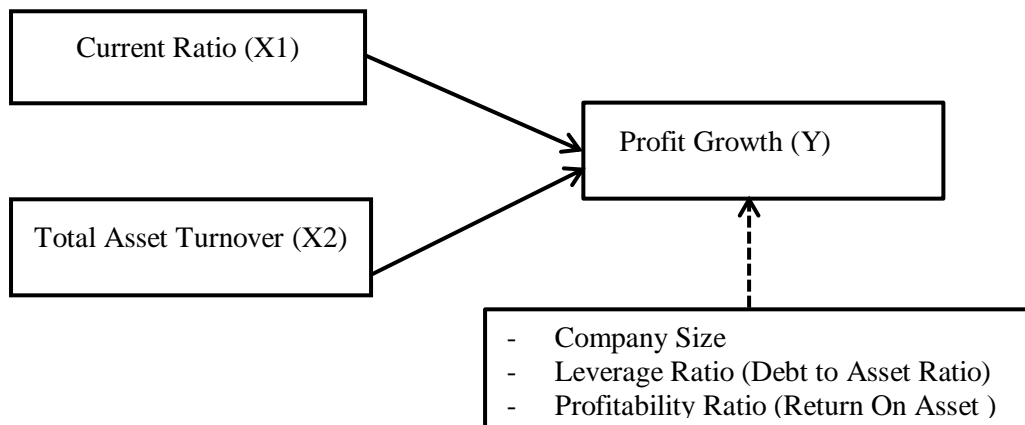 Current Ratio (X1)
Profit Growth (Y)
Total Asset Turnover (X2)
- Company Size
- Leverage Ratio (Debt to Asset Ratio)
- Profitability Ratio (Return On Asset )